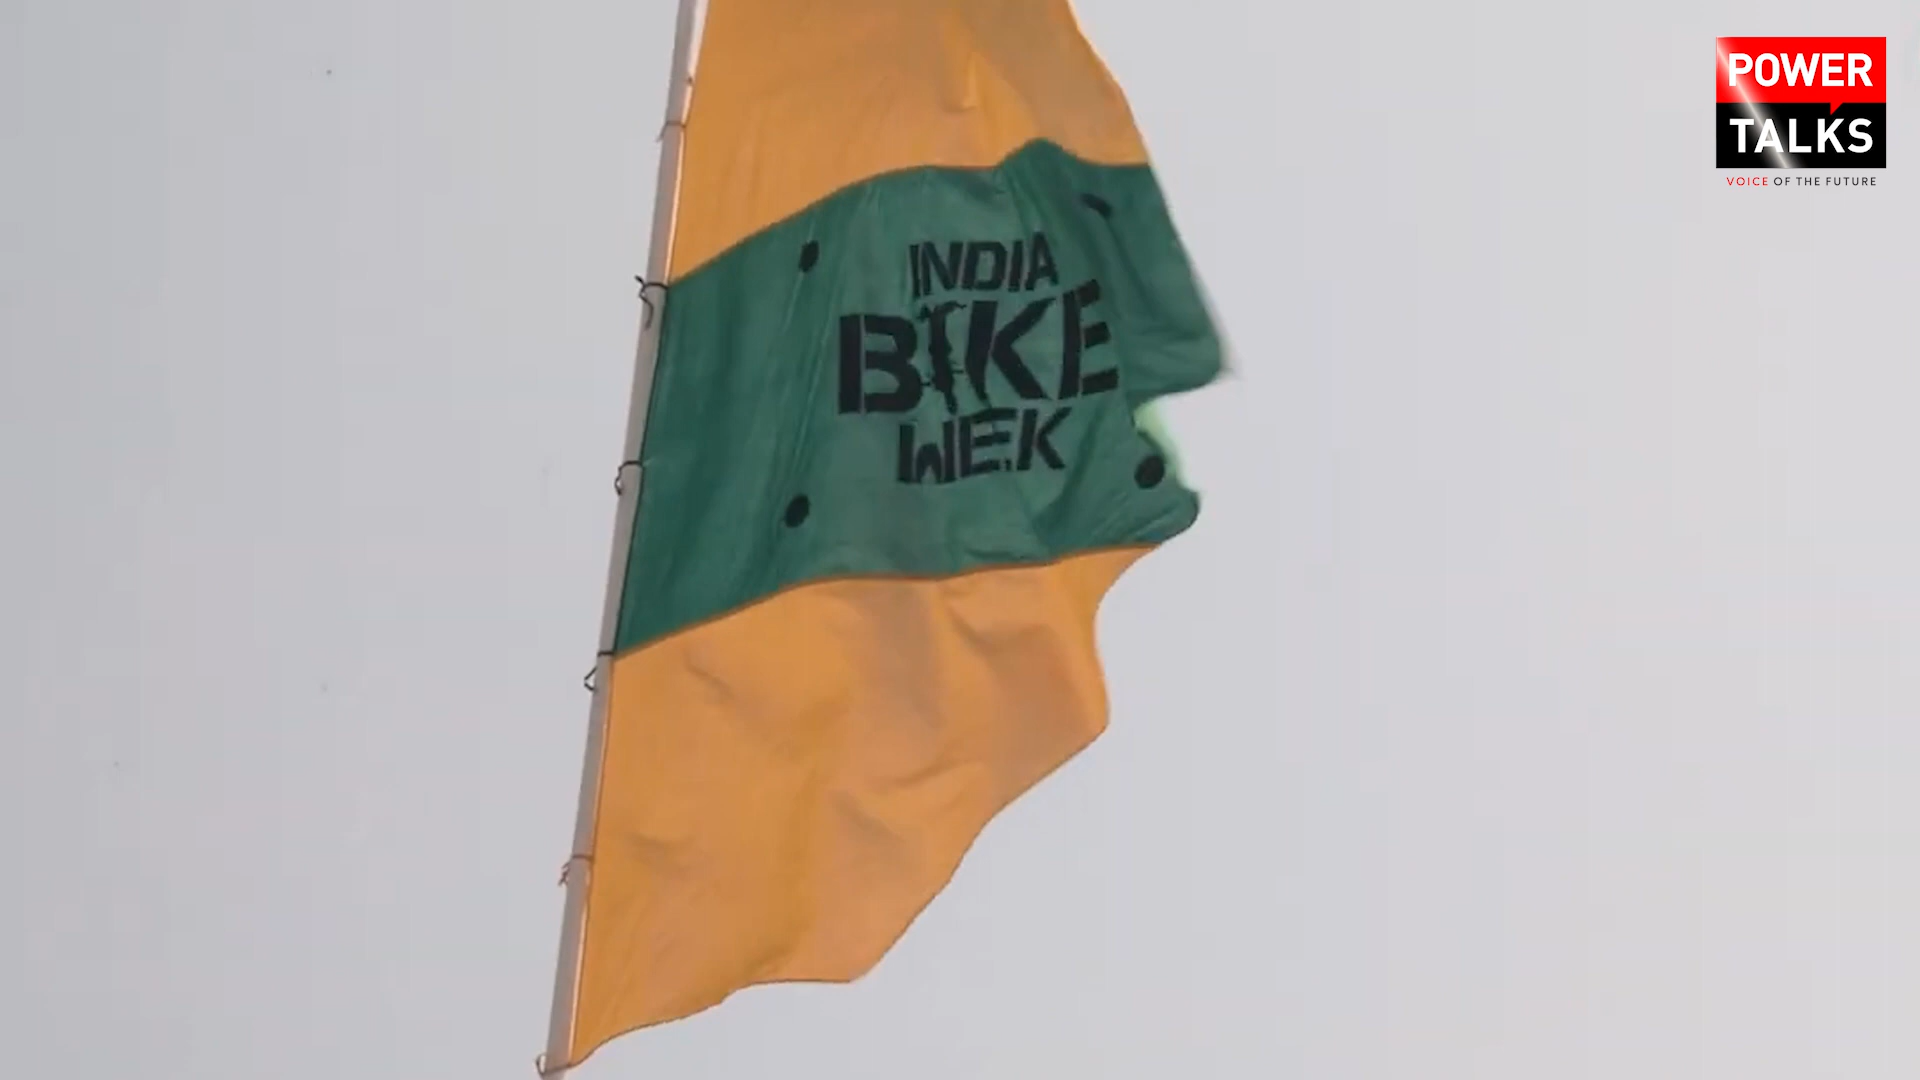 POWER
TALKS
VOICE OF THE FUTURE
INDIA
BIKE
WEEK